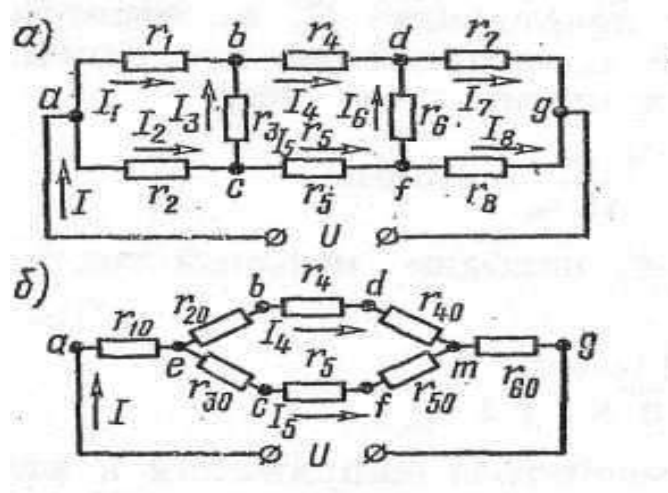 а) r₁ b r₄ d r₇
a I₁ I₃ I₄ I₆ I₇ g
I₂ r₃ I₅ r₅ r₆ I₈
I r₂ c r₅ f r₈
U
б) b r₄ d
r₂₀ r₄₀
a r₁₀ I₄ g
e r₅ m r₆₀
r₃₀ c f r₅₀
I I₅
U